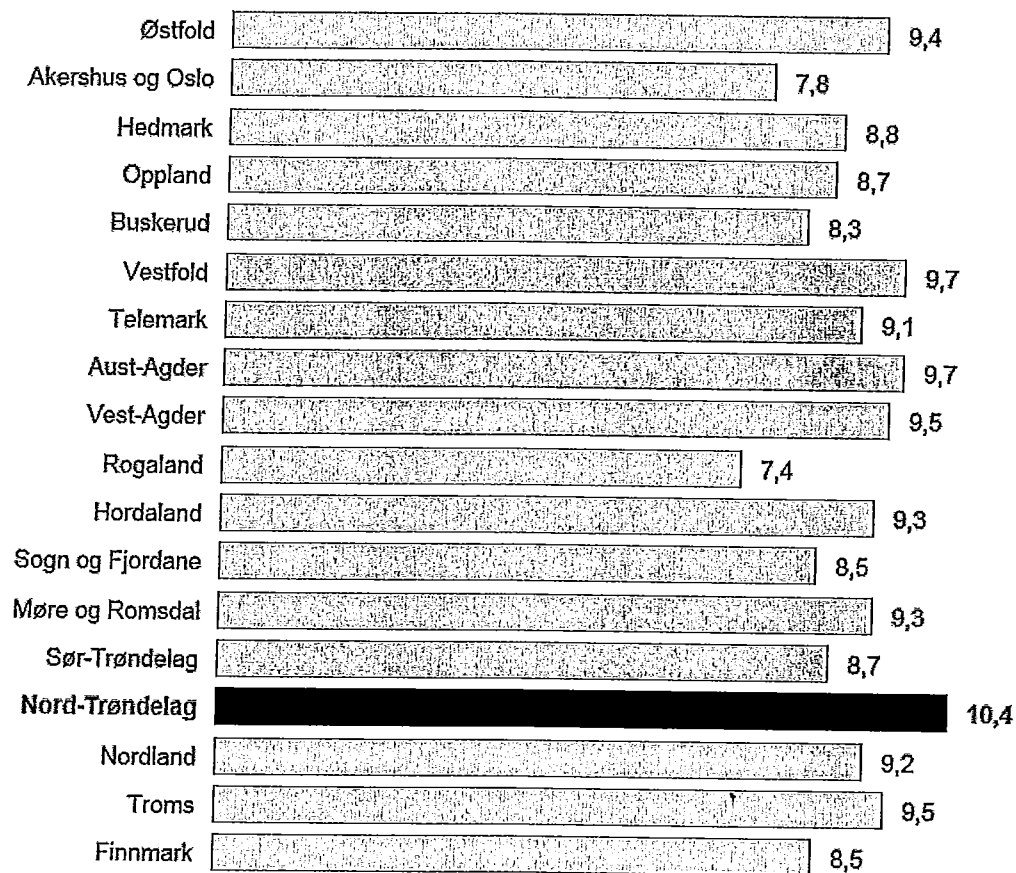 Østfold 9,4
Akershus og Oslo 7,8
Hedmark 8,8
Oppland 8,7
Buskerud 8,3
Vestfold 9,7
Telemark 9,1
Aust-Agder 9,7
Vest-Agder 9,5
Rogaland 7,4
Hordaland 9,3
Sogn og Fjordane 8,5
Møre og Romsdal 9,3
Sør-Trøndelag 8,7
Nord-Trøndelag 10,4
Nordland 9,2
Troms 9,5
Finnmark 8,5